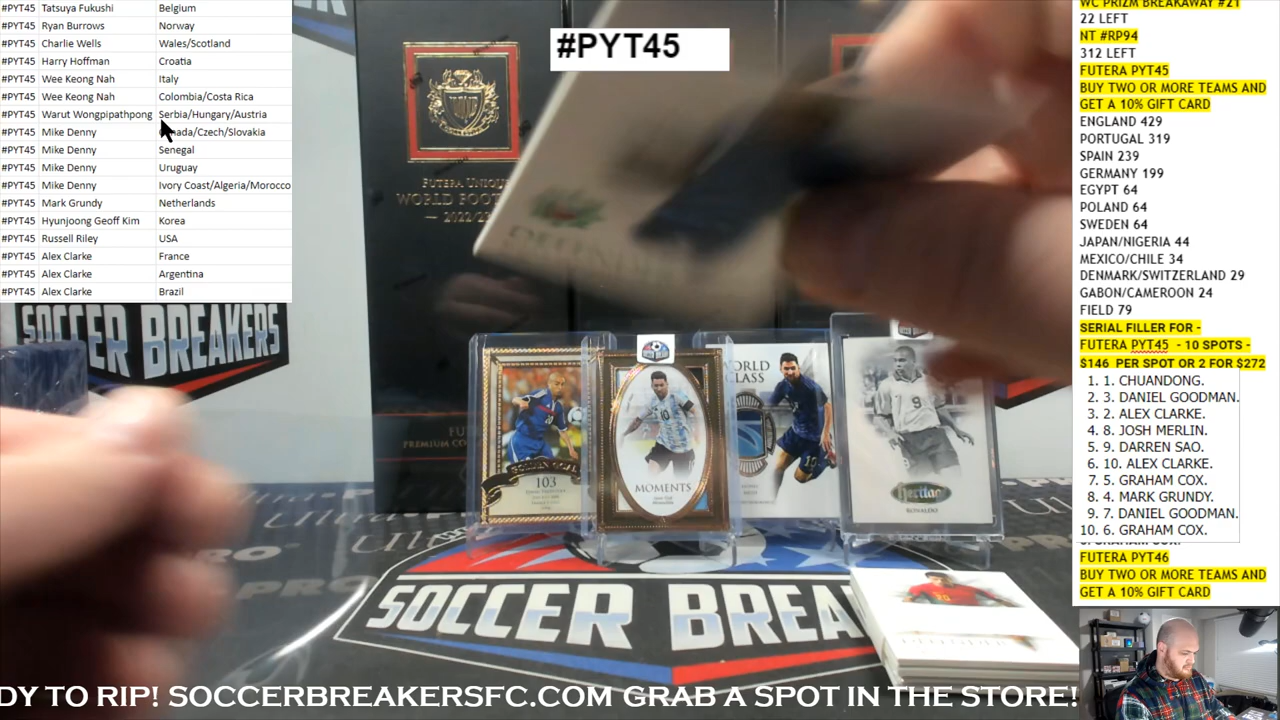 #PYT45 Tatsuya Fukushi Belgium
#PYT45 Ryan Burrows Norway
#PYT45 Charlie Wells Wales/Scotland
#PYT45 Harry Hoffman Croatia
#PYT45 Wee Keong Nah Italy
#PYT45 Wee Keong Nah Colombia/Costa Rica
#PYT45 Warut Wongpipathpong Serbia/Hungary/Austria
#PYT45 Mike Denny Canada/Czech/Slovakia
#PYT45 Mike Denny Senegal
#PYT45 Mike Denny Uruguay
#PYT45 Mike Denny Ivory Coast/Algeria/Morocco
#PYT45 Mark Grundy Netherlands
#PYT45 Hyunjoong Geoff Kim Korea
#PYT45 Russell Riley USA
#PYT45 Alex Clarke France
#PYT45 Alex Clarke Argentina
#PYT45 Alex Clarke Brazil
#PYT45
FUTERA UNIQUE
WORLD FOOT
2022/2
SOCCER
BREAKERS
WORLD
CLASS
GOLDEN GOAL
103
10
MOMENTS
10
9
Heritage
RONALDO
SOCCER BREA
WC PRIZM BREAKAWAY #21
22 LEFT
NT #RP94
312 LEFT
FUTERA PYT45
BUY TWO OR MORE TEAMS AND
GET A 10% GIFT CARD
ENGLAND 429
PORTUGAL 319
SPAIN 239
GERMANY 199
EGYPT 64
POLAND 64
SWEDEN 64
JAPAN/NIGERIA 44
MEXICO/CHILE 34
DENMARK/SWITZERLAND 29
GABON/CAMEROON 24
FIELD 79
SERIAL FILLER FOR -
FUTERA PYT45 - 10 SPOTS -
$146 PER SPOT OR 2 FOR $272
1. 1. CHUANDONG.
2. 3. DANIEL GOODMAN.
3. 2. ALEX CLARKE.
4. 8. JOSH MERLIN.
5. 9. DARREN SAO.
6. 10. ALEX CLARKE.
7. 5. GRAHAM COX.
8. 4. MARK GRUNDY.
9. 7. DANIEL GOODMAN.
10. 6. GRAHAM COX.
FUTERA PYT46
BUY TWO OR MORE TEAMS AND
GET A 10% GIFT CARD
DY TO RIP! SOCCERBREAKERSFC.COM GRAB A SPOT IN THE STORE!